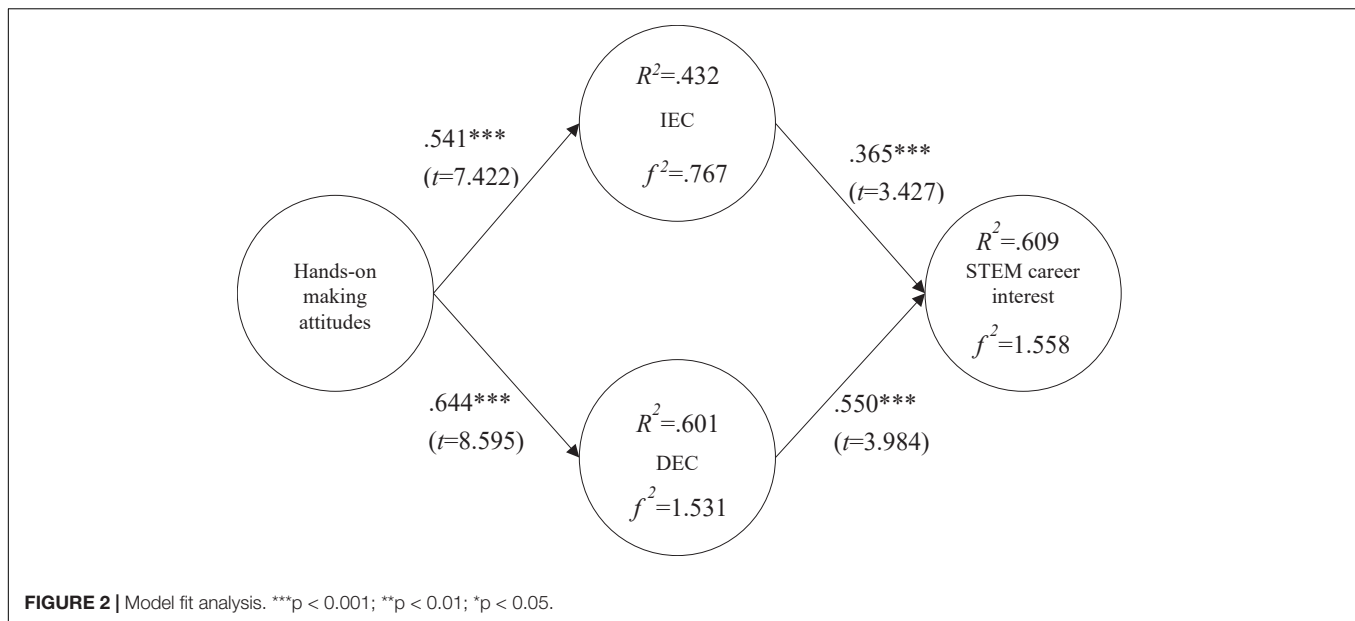 R²=.432
IEC
f²=.767
.541***
(t=7.422)
.365***
(t=3.427)
Hands-on
making
attitudes
R²=.609
STEM career
interest
f²=1.558
.644***
(t=8.595)
.550***
(t=3.984)
R²=.601
DEC
f²=1.531
FIGURE 2 | Model fit analysis. ***p < 0.001; **p < 0.01; *p < 0.05.